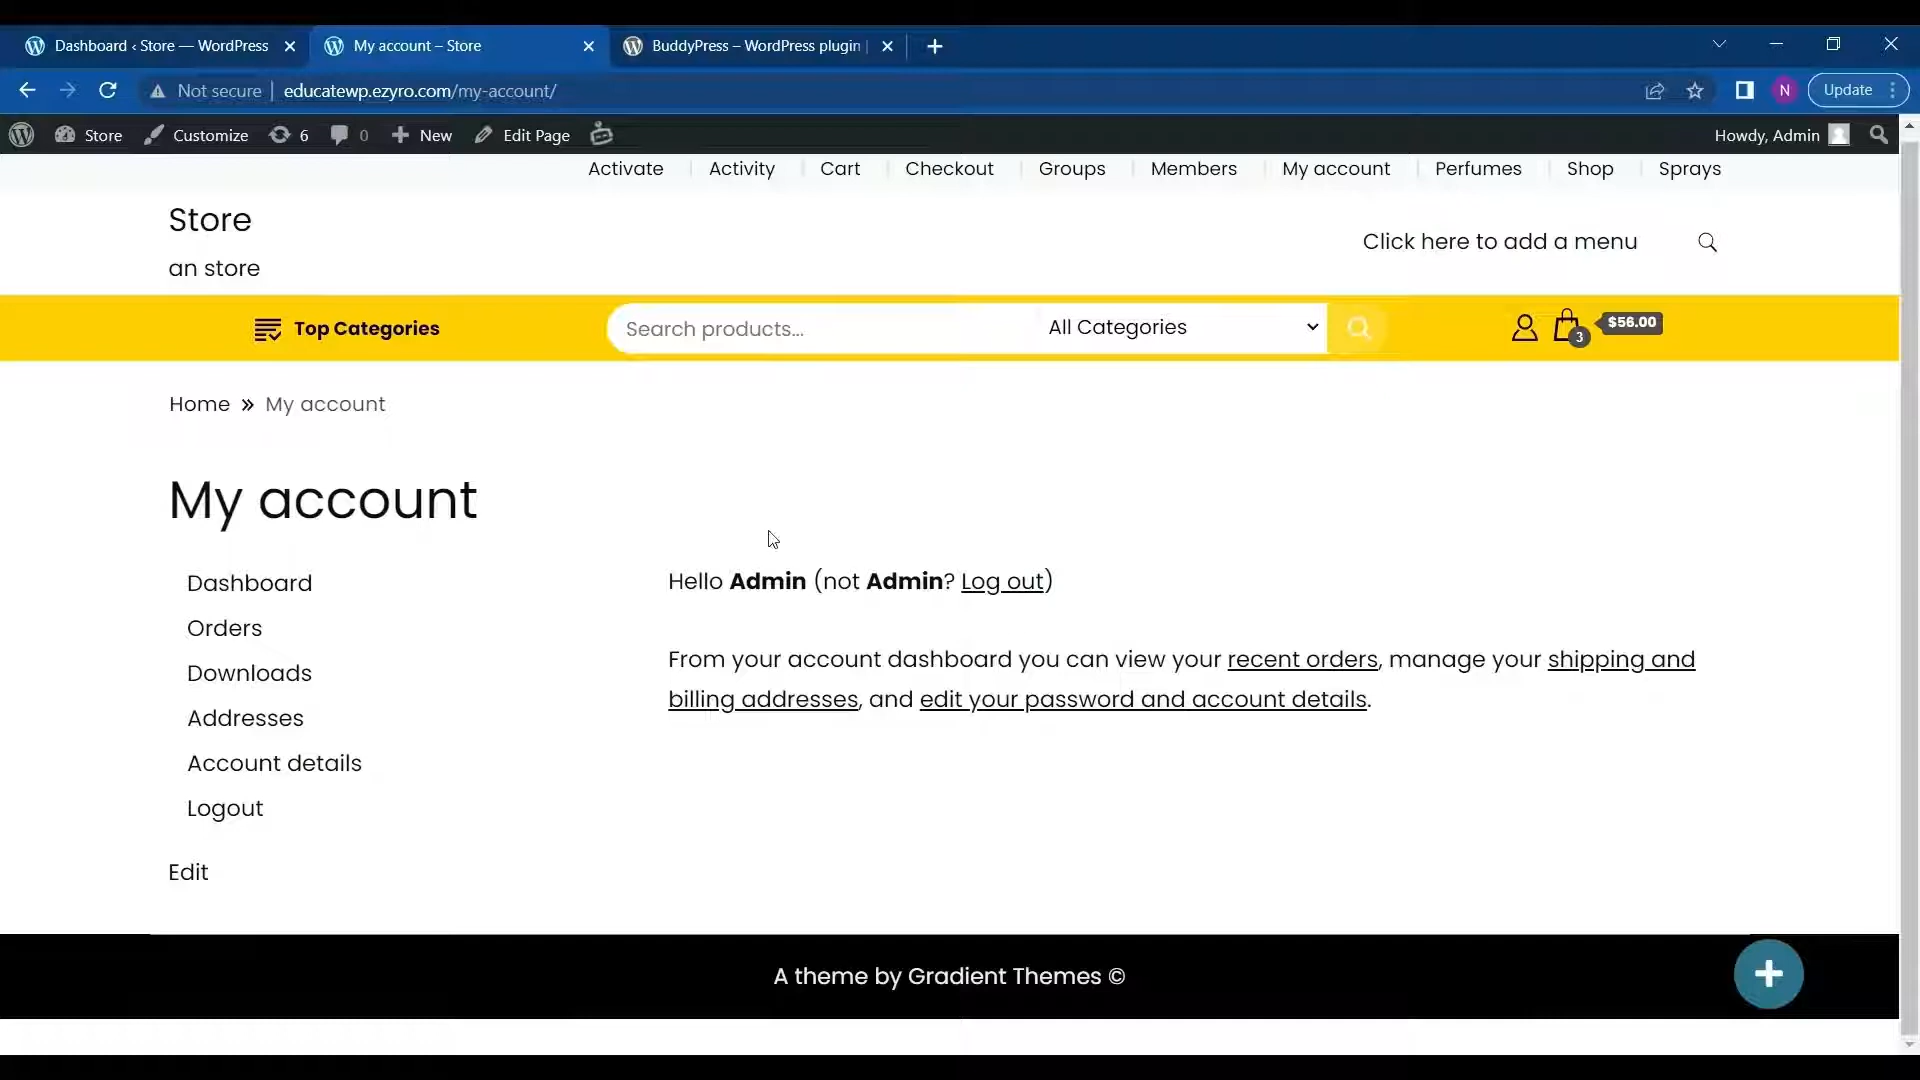 Dashboard ‹ Store — WordPress
My account – Store
BuddyPress – WordPress plugin
Not secure
educatewp.ezyro.com/my-account/
N
Update
Store
Customize
6
0
New
Edit Page
Howdy, Admin
Activate
Activity
Cart
Checkout
Groups
Members
My account
Perfumes
Shop
Sprays
Store
an store
Click here to add a menu
Top Categories
Search products...
All Categories
3
$56.00
Home » My account
My account
Dashboard
Orders
Downloads
Addresses
Account details
Logout
Edit
Hello Admin (not Admin? Log out)
From your account dashboard you can view your recent orders, manage your shipping and
billing addresses, and edit your password and account details.
A theme by Gradient Themes ©